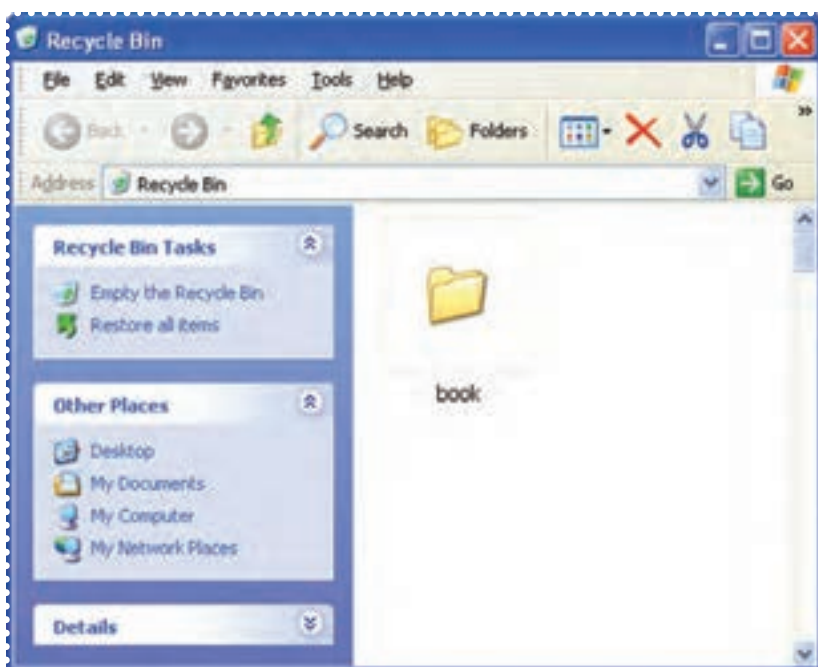 Recycle Bin
File Edit View Favorites Tools Help
Back Search Folders »
Address Recycle Bin Go
Recycle Bin Tasks
Empty the Recycle Bin
Restore all items
book
Other Places
Desktop
My Documents
My Computer
My Network Places
Details